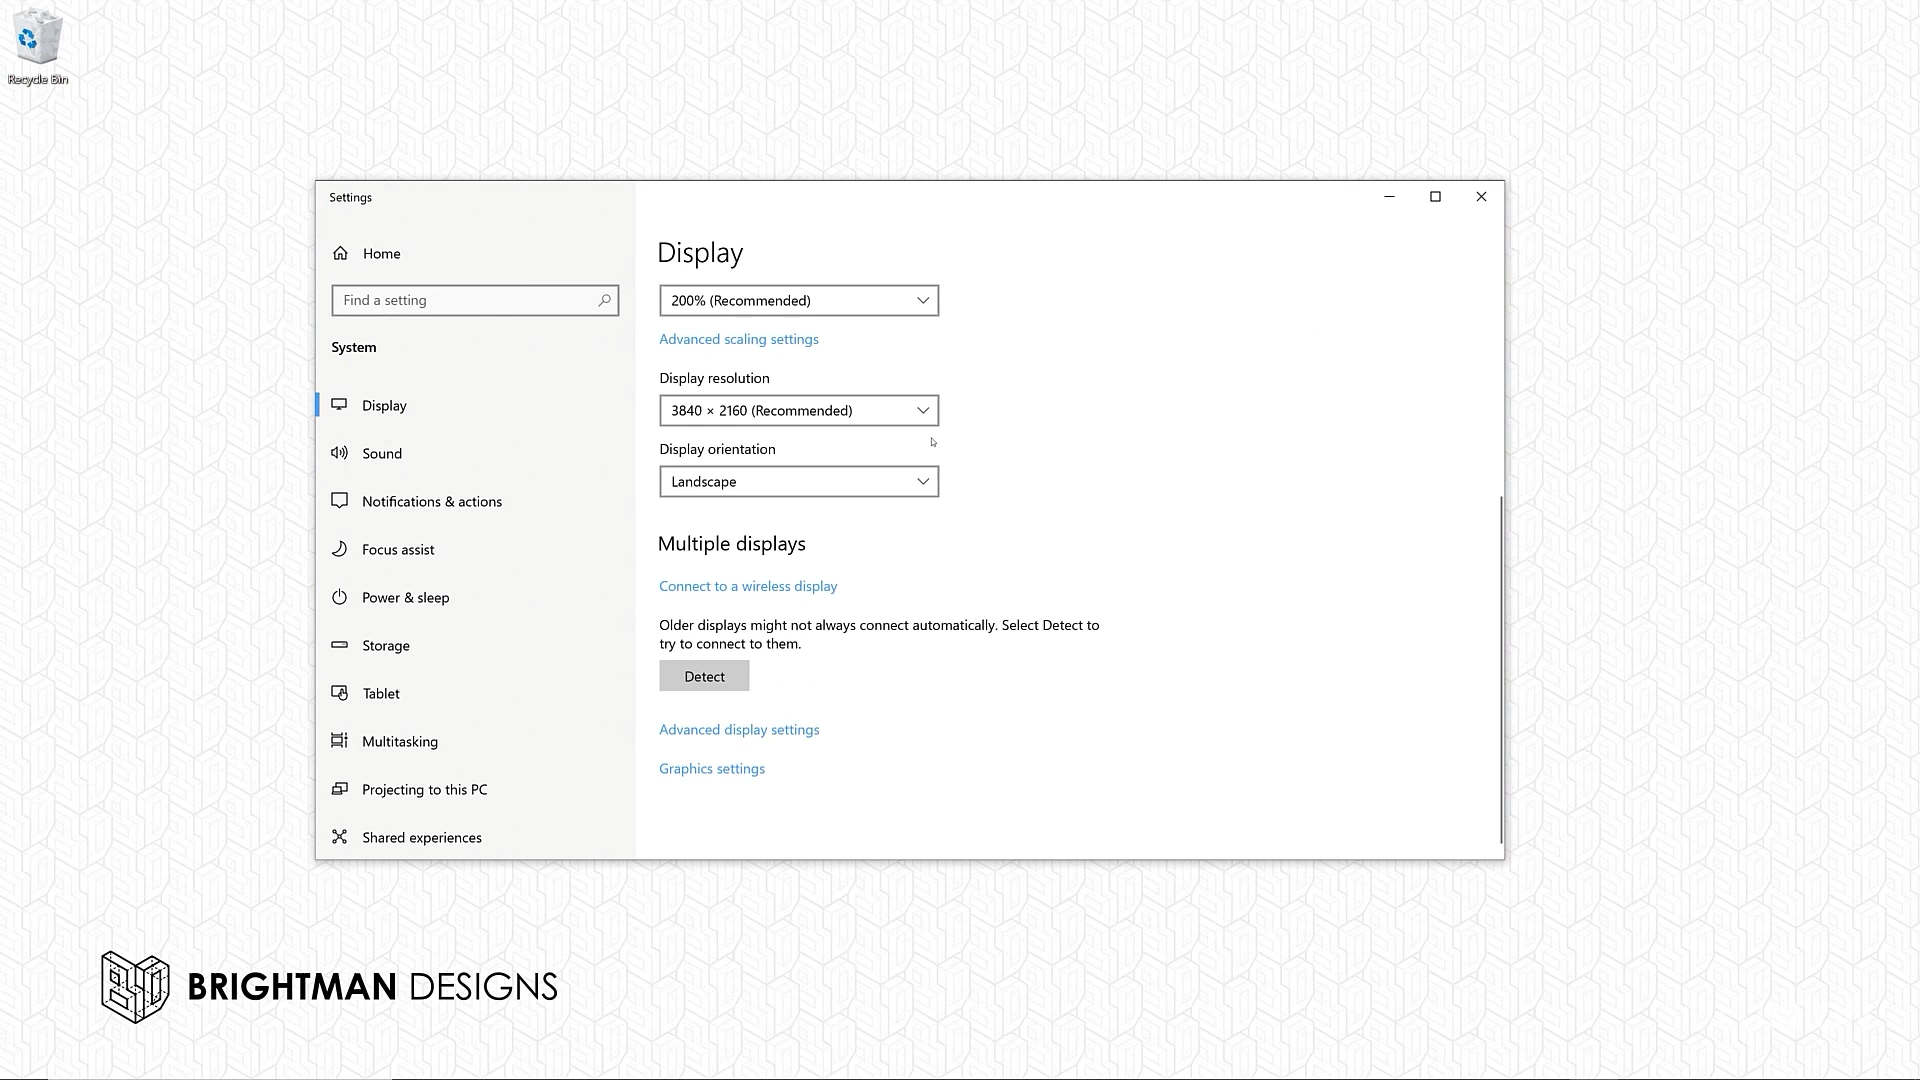 Recycle Bin
Settings
Home
Find a setting
System
Display
Sound
Notifications & actions
Focus assist
Power & sleep
Storage
Tablet
Multitasking
Projecting to this PC
Shared experiences
Display
200% (Recommended)
Advanced scaling settings
Display resolution
3840 × 2160 (Recommended)
Display orientation
Landscape
Multiple displays
Connect to a wireless display
Older displays might not always connect automatically. Select Detect to
try to connect to them.
Detect
Advanced display settings
Graphics settings
BRIGHTMAN DESIGNS